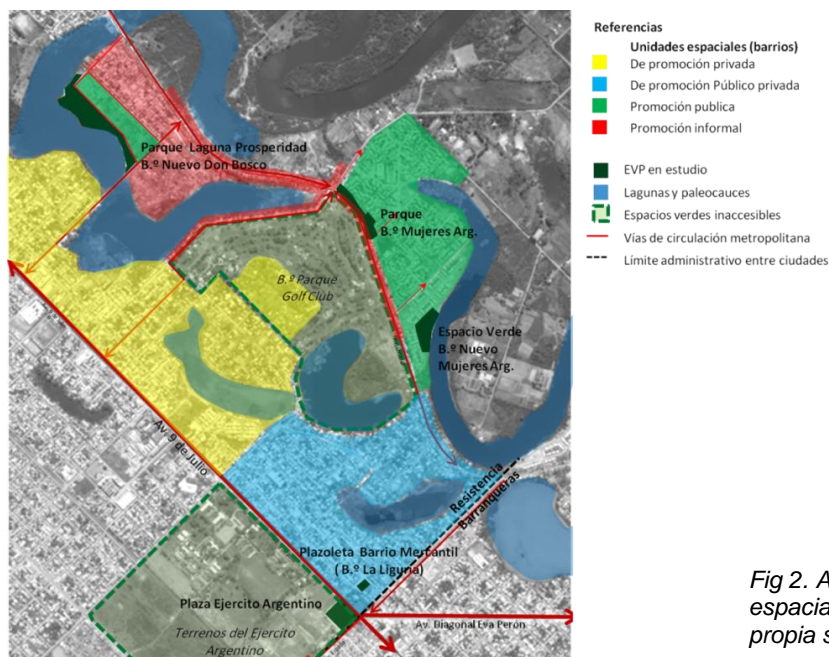 Referencias
Unidades espaciales (barrios)
De promoción privada
De promoción Público privada
Promoción publica
Promoción informal
EVP en estudio
Lagunas y paleocauces
Espacios verdes inaccesibles
Vías de circulación metropolitana
Límite administrativo entre ciudades
Parque Laguna Prosperidad
B.º Nuevo Don Bosco
Parque
B.º Mujeres Arg.
B.º Parque
Golf Club
Espacio Verde
B.º Nuevo
Mujeres Arg.
Av. 9 de Julio
Resistencia
Barranqueras
Plazoleta Barrio Mercantil
( B.º La Liguria)
Plaza Ejercito Argentino
Terrenos del Ejercito
Argentino
Av. Diagonal Eva Perón
Fig 2. A
espacia
propia s